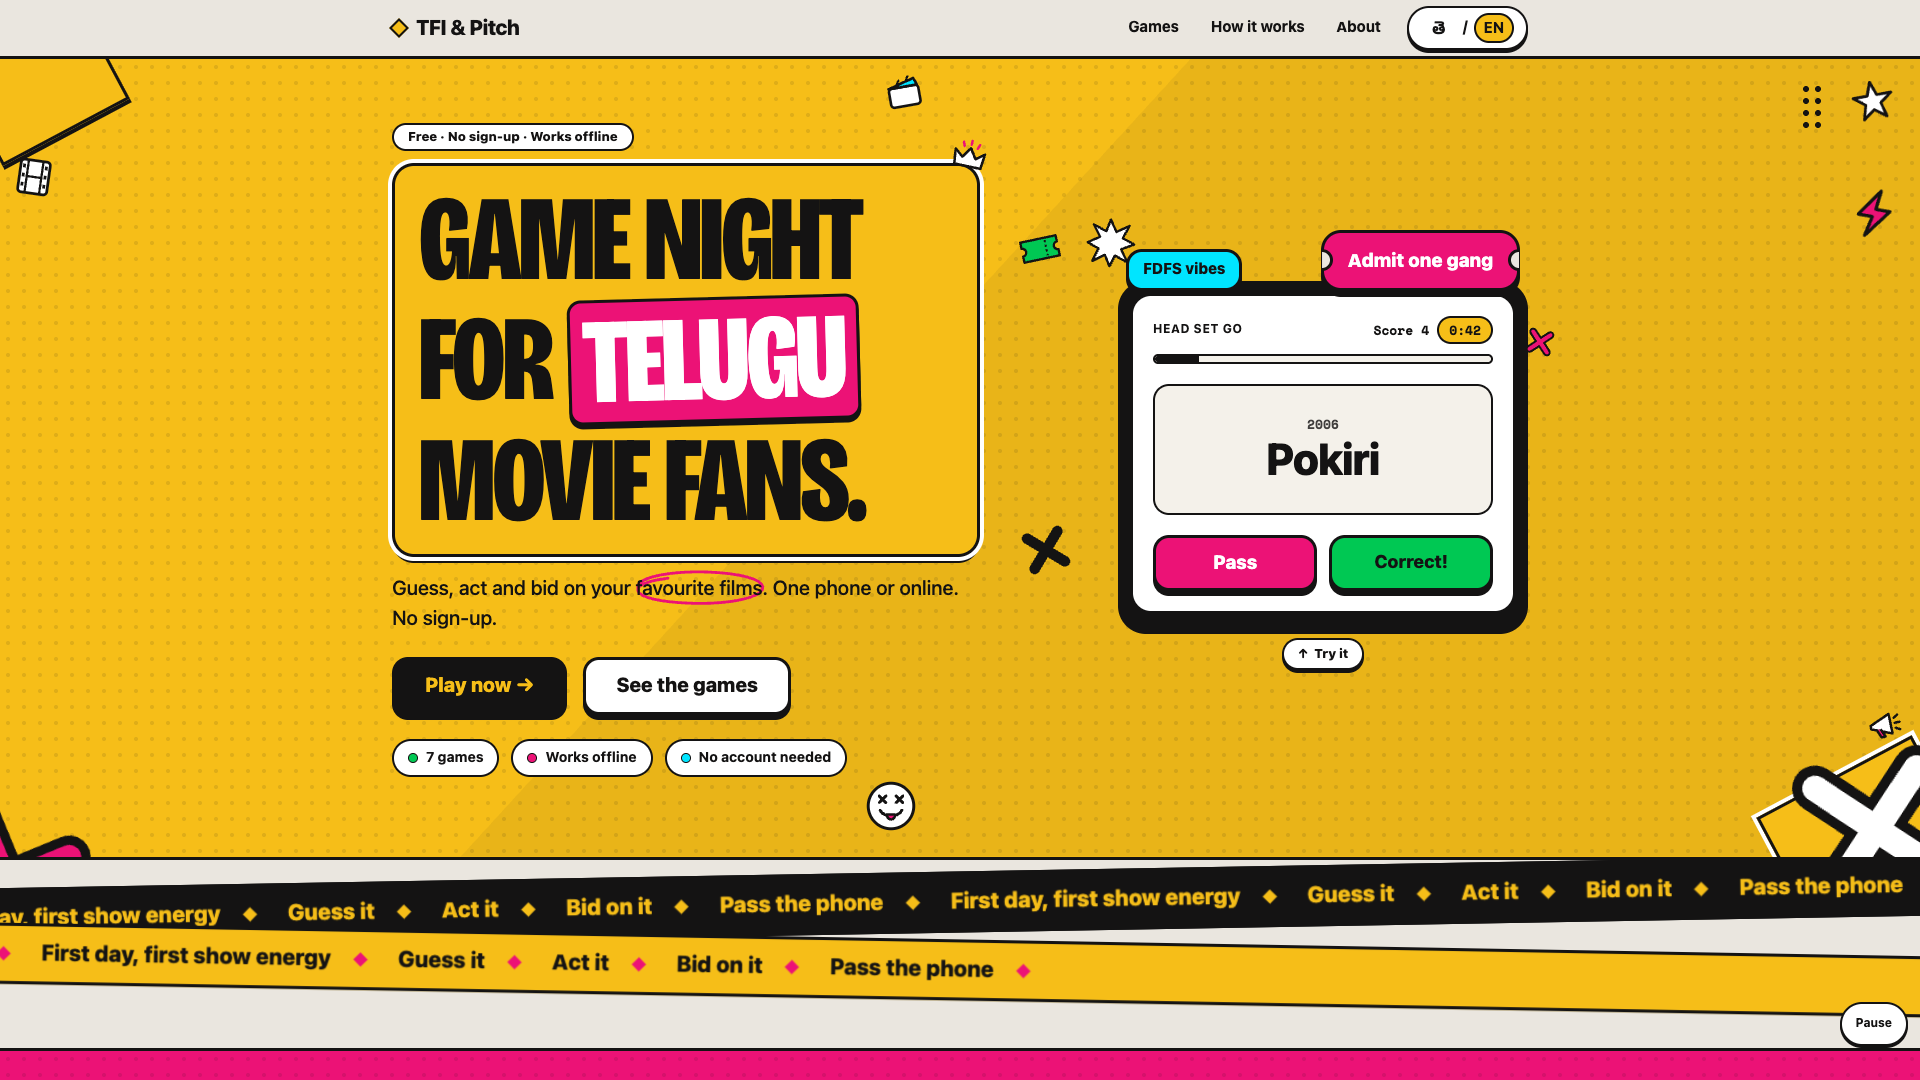 TFI & Pitch
Games
How it works
About
తె / EN
Free · No sign-up · Works offline
GAME NIGHT
FOR TELUGU
MOVIE FANS.
Guess, act and bid on your favourite films. One phone or online.
No sign-up.
Play now →
See the games
7 games
Works offline
No account needed
FDFS vibes
Admit one gang
HEAD SET GO
Score 4
0:42
2006
Pokiri
Pass
Correct!
↑ Try it
ay, first show energy ◆ Guess it ◆ Act it ◆ Bid on it ◆ Pass the phone ◆ First day, first show energy ◆ Guess it ◆ Act it ◆ Bid on it ◆ Pass the phone
◆ First day, first show energy ◆ Guess it ◆ Act it ◆ Bid on it ◆ Pass the phone ◆
Pause